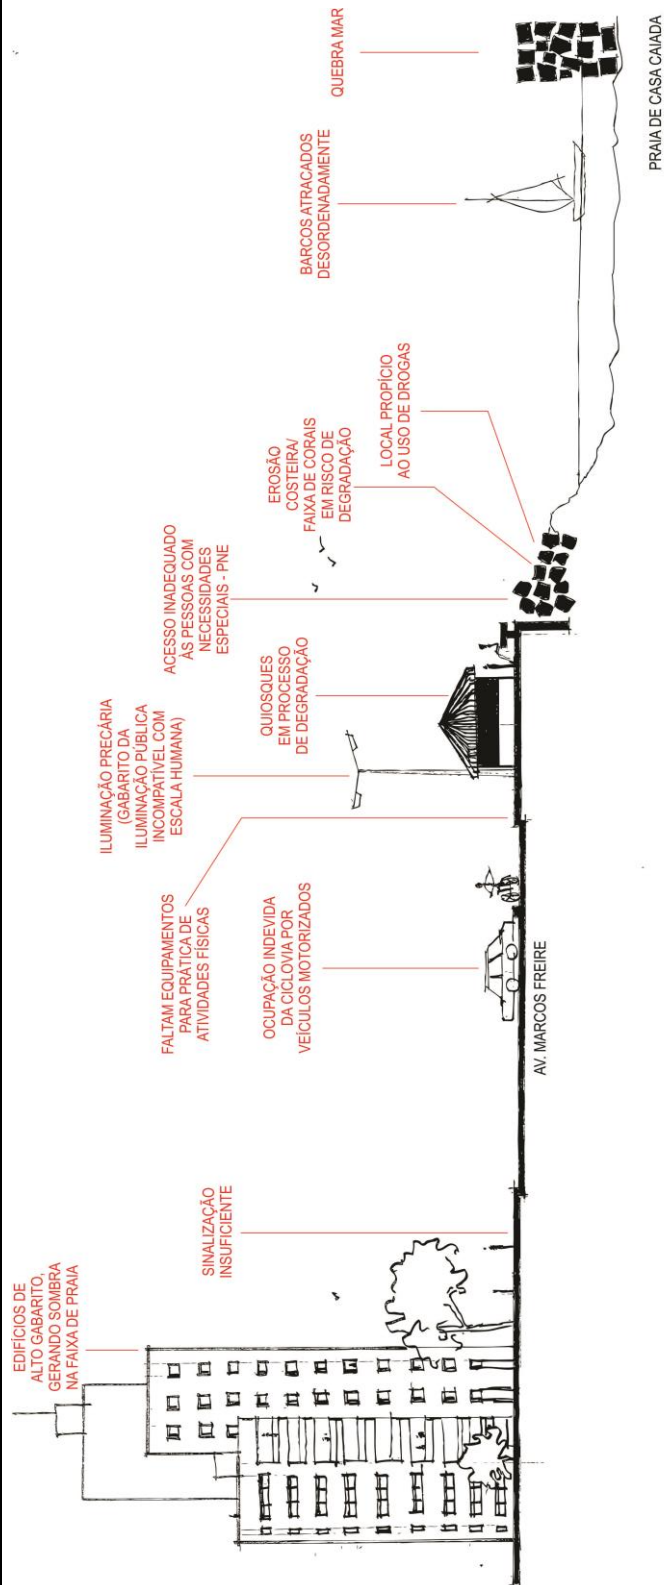 EDIFÍCIOS DE
ALTO GABARITO,
GERANDO SOMBRA
NA FAIXA DE PRAIA
SINALIZAÇÃO
INSUFICIENTE
FALTAM EQUIPAMENTOS
PARA PRÁTICA DE
ATIVIDADES FÍSICAS
OCUPAÇÃO INDEVIDA
DA CICLOVIA POR
VEÍCULOS MOTORIZADOS
AV. MARCOS FREIRE
ILUMINAÇÃO PRECÁRIA
(GABARITO DA
ILUMINAÇÃO PÚBLICA
INCOMPATÍVEL COM
ESCALA HUMANA)
QUIOSQUES
EM PROCESSO
DE DEGRADAÇÃO
ACESSO INADEQUADO
ÀS PESSOAS COM
NECESSIDADES
ESPECIAIS - PNE
EROSÃO
COSTEIRA/
FAIXA DE CORAIS
EM RISCO DE
DEGRADAÇÃO
LOCAL PROPÍCIO
AO USO DE DROGAS
BARCOS ATRACADOS
DESORDENADAMENTE
QUEBRA MAR
PRAIA DE CASA CAIADA